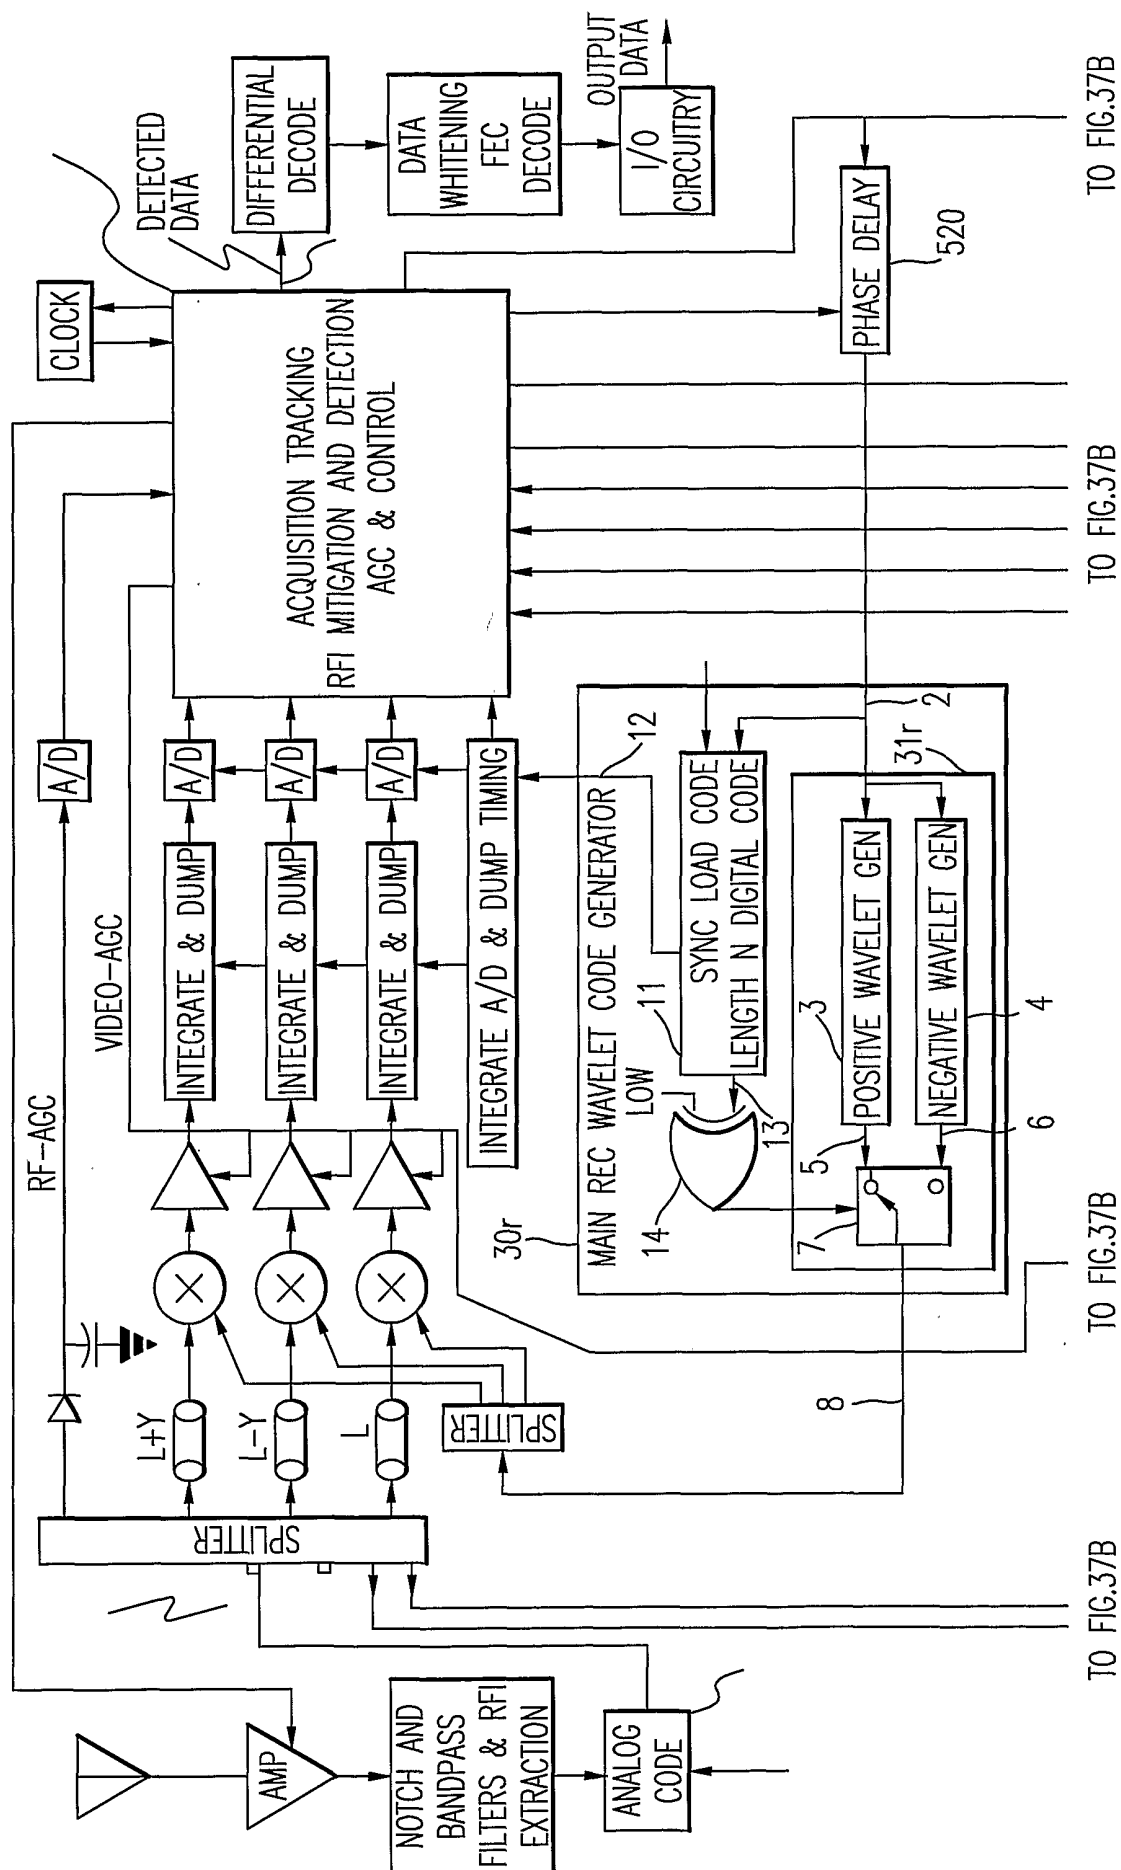 RF-AGC
A/D
CLOCK
DETECTED
DATA
DIFFERENTIAL
DECODE
DATA
WHITENING
FEC
DECODE
OUTPUT
DATA
I/O
CIRCUITRY
VIDEO-AGC
L+Y
L-Y
L
SPLITTER
SPLITTER
INTEGRATE & DUMP
INTEGRATE & DUMP
INTEGRATE & DUMP
A/D
A/D
A/D
INTEGRATE A/D & DUMP TIMING
ACQUISITION TRACKING
RFI MITIGATION AND DETECTION
AGC & CONTROL
AMP
NOTCH AND
BANDPASS
FILTERS & RFI
EXTRACTION
ANALOG
CODE
30r
MAIN REC WAVELET CODE GENERATOR
12
LOW
11
SYNC LOAD CODE
LENGTH N DIGITAL CODE
13
14
2
31r
3
POSITIVE WAVELET GEN
5
NEGATIVE WAVELET GEN
4
6
7
8
PHASE DELAY
520
TO FIG.37B
TO FIG.37B
TO FIG.37B
TO FIG.37B